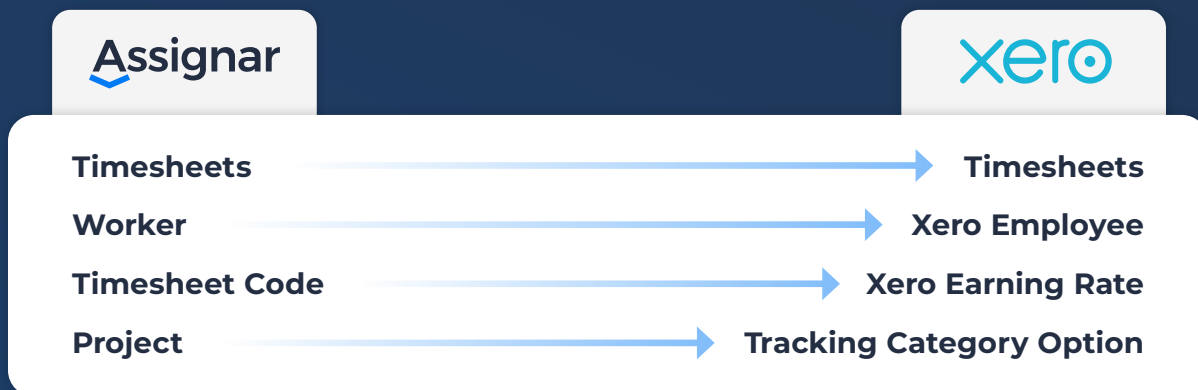 Assignar
xero
Timesheets Timesheets
Worker Xero Employee
Timesheet Code Xero Earning Rate
Project Tracking Category Option